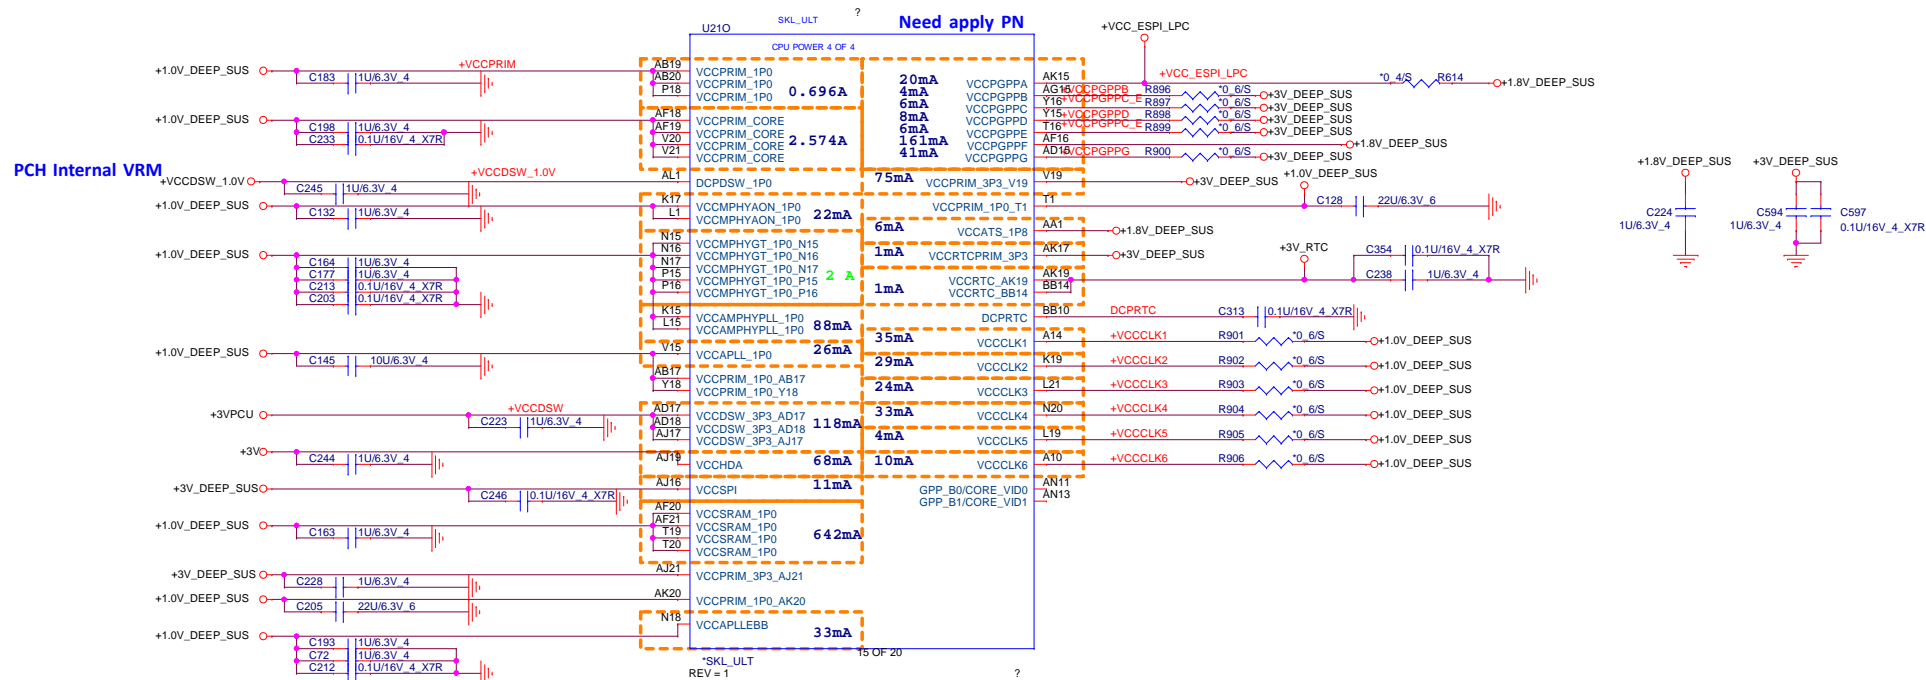 ?
SKL_ULT
Need apply PN
U21O
CPU POWER 4 OF 4
+1.0V_DEEP_SUS
+VCCPRIM
C183
1U/6.3V_4
AB19
AB20
P18
VCCPRIM_1P0
VCCPRIM_1P0
VCCPRIM_1P0
0.696A
+1.0V_DEEP_SUS
C198
1U/6.3V_4
C233
0.1U/16V_4_X7R
AF18
AF19
V20
V21
VCCPRIM_CORE
VCCPRIM_CORE
VCCPRIM_CORE
VCCPRIM_CORE
2.574A
PCH Internal VRM
+VCCDSW_1.0V
+VCCDSW_1.0V
C245
1U/6.3V_4
AL1
DCPDSW_1P0
+1.0V_DEEP_SUS
C132
1U/6.3V_4
K17
L1
VCCMPHYAON_1P0
VCCMPHYAON_1P0
22mA
+1.0V_DEEP_SUS
C164
1U/6.3V_4
C177
1U/6.3V_4
C213
0.1U/16V_4_X7R
C203
0.1U/16V_4_X7R
N15
N16
N17
P15
P16
VCCMPHYGT_1P0_N15
VCCMPHYGT_1P0_N16
VCCMPHYGT_1P0_N17
VCCMPHYGT_1P0_P15
VCCMPHYGT_1P0_P16
2 A
K15
L15
VCCAMPHYPLL_1P0
VCCAMPHYPLL_1P0
88mA
+1.0V_DEEP_SUS
C145
10U/6.3V_4
V15
VCCAPLL_1P0
26mA
AB17
Y18
VCCPRIM_1P0_AB17
VCCPRIM_1P0_Y18
+3VPCU
+VCCDSW
C223
1U/6.3V_4
AD17
AD18
AJ17
VCCDSW_3P3_AD17
VCCDSW_3P3_AD18
VCCDSW_3P3_AJ17
118mA
+3V
C244
1U/6.3V_4
AJ19
VCCHDA
68mA
+3V_DEEP_SUS
C246
0.1U/16V_4_X7R
AJ16
VCCSPI
11mA
+1.0V_DEEP_SUS
C163
1U/6.3V_4
AF20
AF21
T19
T20
VCCSRAM_1P0
VCCSRAM_1P0
VCCSRAM_1P0
VCCSRAM_1P0
642mA
+3V_DEEP_SUS
C228
1U/6.3V_4
AJ21
VCCPRIM_3P3_AJ21
+1.0V_DEEP_SUS
C205
22U/6.3V_6
AK20
VCCPRIM_1P0_AK20
+1.0V_DEEP_SUS
C193
1U/6.3V_4
C72
1U/6.3V_4
C212
0.1U/16V_4_X7R
N18
VCCAPLLEBB
33mA
*SKL_ULT
REV = 1
15 OF 20
?
20mA
4mA
6mA
8mA
6mA
161mA
41mA
VCCPGPPA
VCCPGPPB
VCCPGPPC
VCCPGPPD
VCCPGPPE
VCCPGPPF
VCCPGPPG
AK15
AG15
Y16
Y15
T16
AF16
AD15
+VCC_ESPI_LPC
+VCC_ESPI_LPC
*0_4/S
R614
+1.8V_DEEP_SUS
+VCCPGPPB
R896
*0_6/S
+3V_DEEP_SUS
+VCCPGPPC_E
R897
*0_6/S
+3V_DEEP_SUS
+VCCPGPPD
R898
*0_6/S
+3V_DEEP_SUS
+VCCPGPPC_E
R899
*0_6/S
+3V_DEEP_SUS
+1.8V_DEEP_SUS
+VCCPGPPG
R900
*0_6/S
+3V_DEEP_SUS
75mA
VCCPRIM_3P3_V19
V19
+3V_DEEP_SUS
VCCPRIM_1P0_T1
T1
+1.0V_DEEP_SUS
C128
22U/6.3V_6
6mA
VCCATS_1P8
AA1
+1.8V_DEEP_SUS
1mA
VCCRTCPRIM_3P3
AK17
+3V_DEEP_SUS
1mA
VCCRTC_AK19
VCCRTC_BB14
AK19
BB14
+3V_RTC
C354
0.1U/16V_4_X7R
C238
1U/6.3V_4
DCPRTC
BB10
DCPRTC
C313
0.1U/16V_4_X7R
35mA
VCCCLK1
A14
+VCCCLK1
R901
*0_6/S
+1.0V_DEEP_SUS
29mA
VCCCLK2
K19
+VCCCLK2
R902
*0_6/S
+1.0V_DEEP_SUS
24mA
VCCCLK3
L21
+VCCCLK3
R903
*0_6/S
+1.0V_DEEP_SUS
33mA
VCCCLK4
N20
+VCCCLK4
R904
*0_6/S
+1.0V_DEEP_SUS
4mA
VCCCLK5
L19
+VCCCLK5
R905
*0_6/S
+1.0V_DEEP_SUS
10mA
VCCCLK6
A10
+VCCCLK6
R906
*0_6/S
+1.0V_DEEP_SUS
GPP_B0/CORE_VID0
GPP_B1/CORE_VID1
AN11
AN13
+1.8V_DEEP_SUS
C224
1U/6.3V_4
+3V_DEEP_SUS
C594
1U/6.3V_4
C597
0.1U/16V_4_X7R